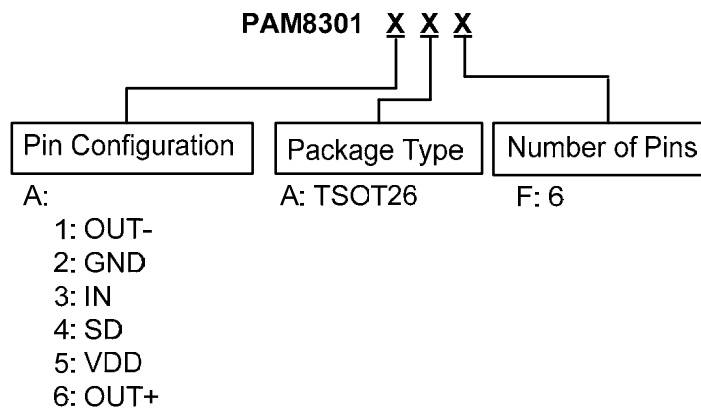 PAM8301 X X X
Pin Configuration
Package Type
Number of Pins
A:
A: TSOT26
F: 6
1: OUT-
2: GND
3: IN
4: SD
5: VDD
6: OUT+